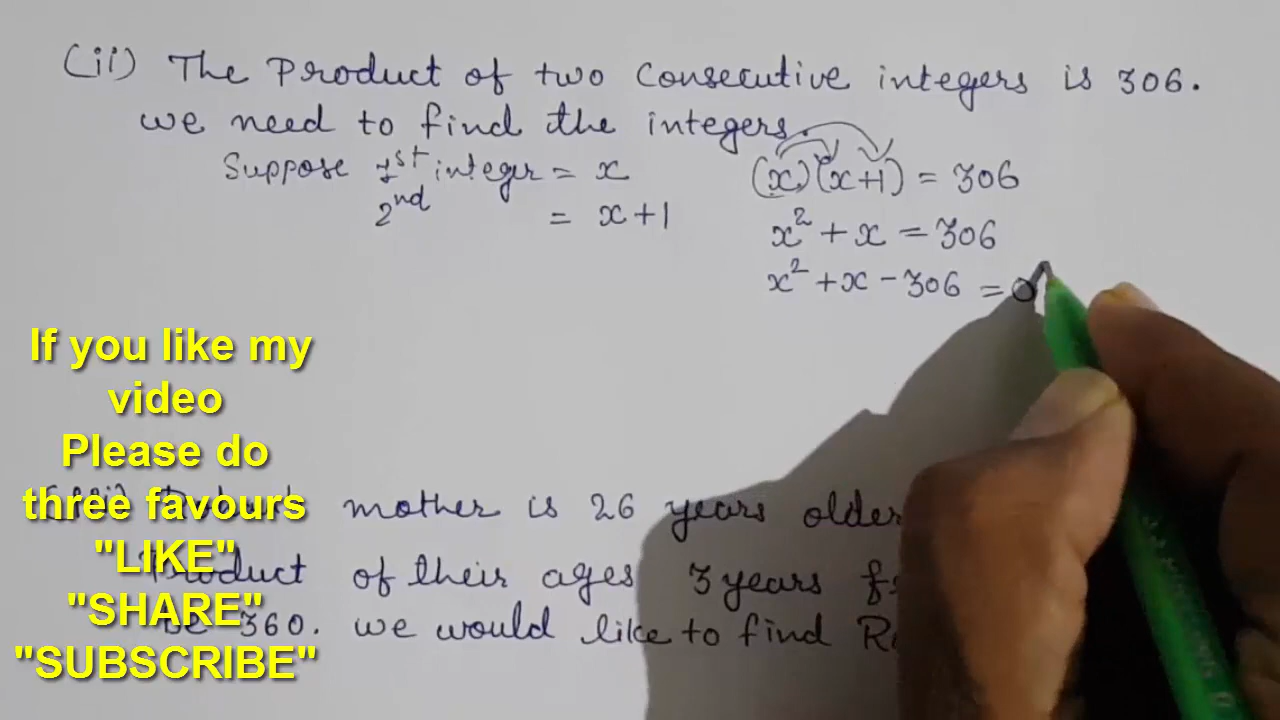 (ii) The Product of two consecutive integers is 306.
we need to find the integers.
Suppose 1st integer = x
2nd = x+1
(x)(x+1) = 306
x² + x = 306
x² + x - 306 = 0
If you like my
video
Please do
three favours
"LIKE"
"SHARE"
"SUBSCRIBE"
mother is 26 years older
Product of their ages 3 years
be 360. we would like to find